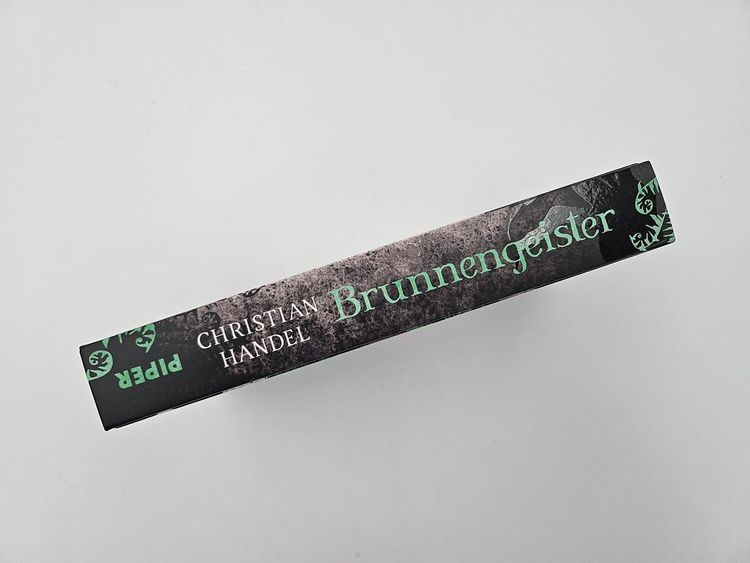 CHRISTIAN
HANDEL
Brunnengeister
PIPER